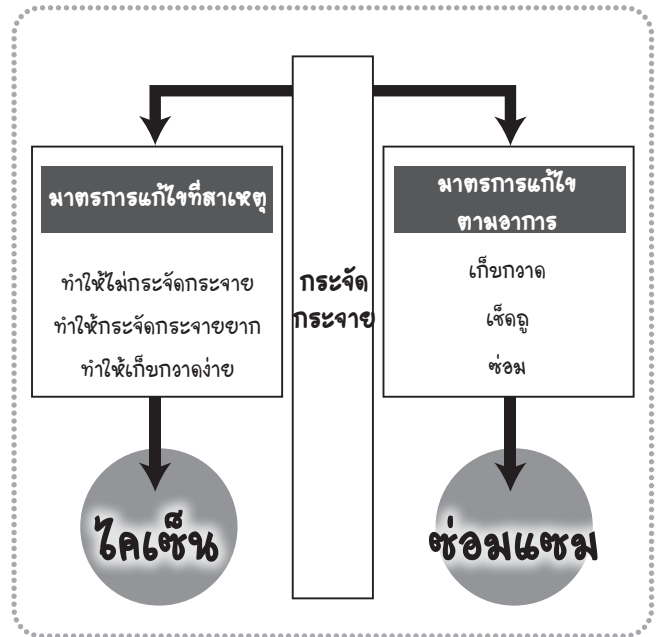 มาตรการแก้ไขที่สาเหตุ
ทำให้ไม่กระจัดกระจาย
ทำให้กระจัดกระจายยาก
ทำให้เก็บกวาดง่าย
ไคเซ็น
กระจัด
กระจาย
มาตรการแก้ไข
ตามอาการ
เก็บกวาด
เช็ดถู
ซ่อม
ซ่อมแซม